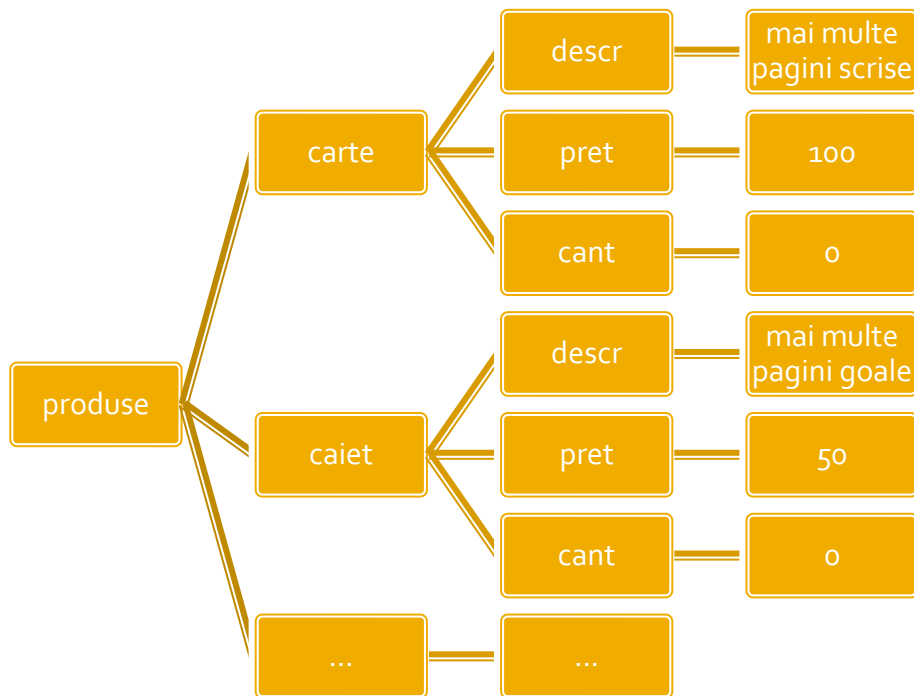 produse
carte
descr
mai multe
pagini scrise
pret
100
cant
0
caiet
descr
mai multe
pagini goale
pret
50
cant
0
...
...